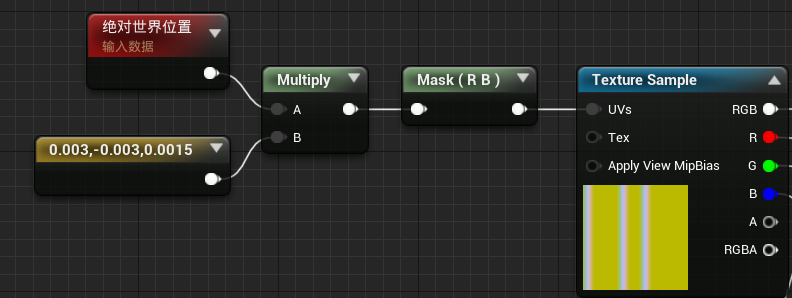 绝对世界位置
输入数据
0.003,-0.003,0.0015
Multiply
A
B
Mask ( R B )
Texture Sample
UVs
RGB
Tex
R
Apply View MipBias
G
B
A
RGBA